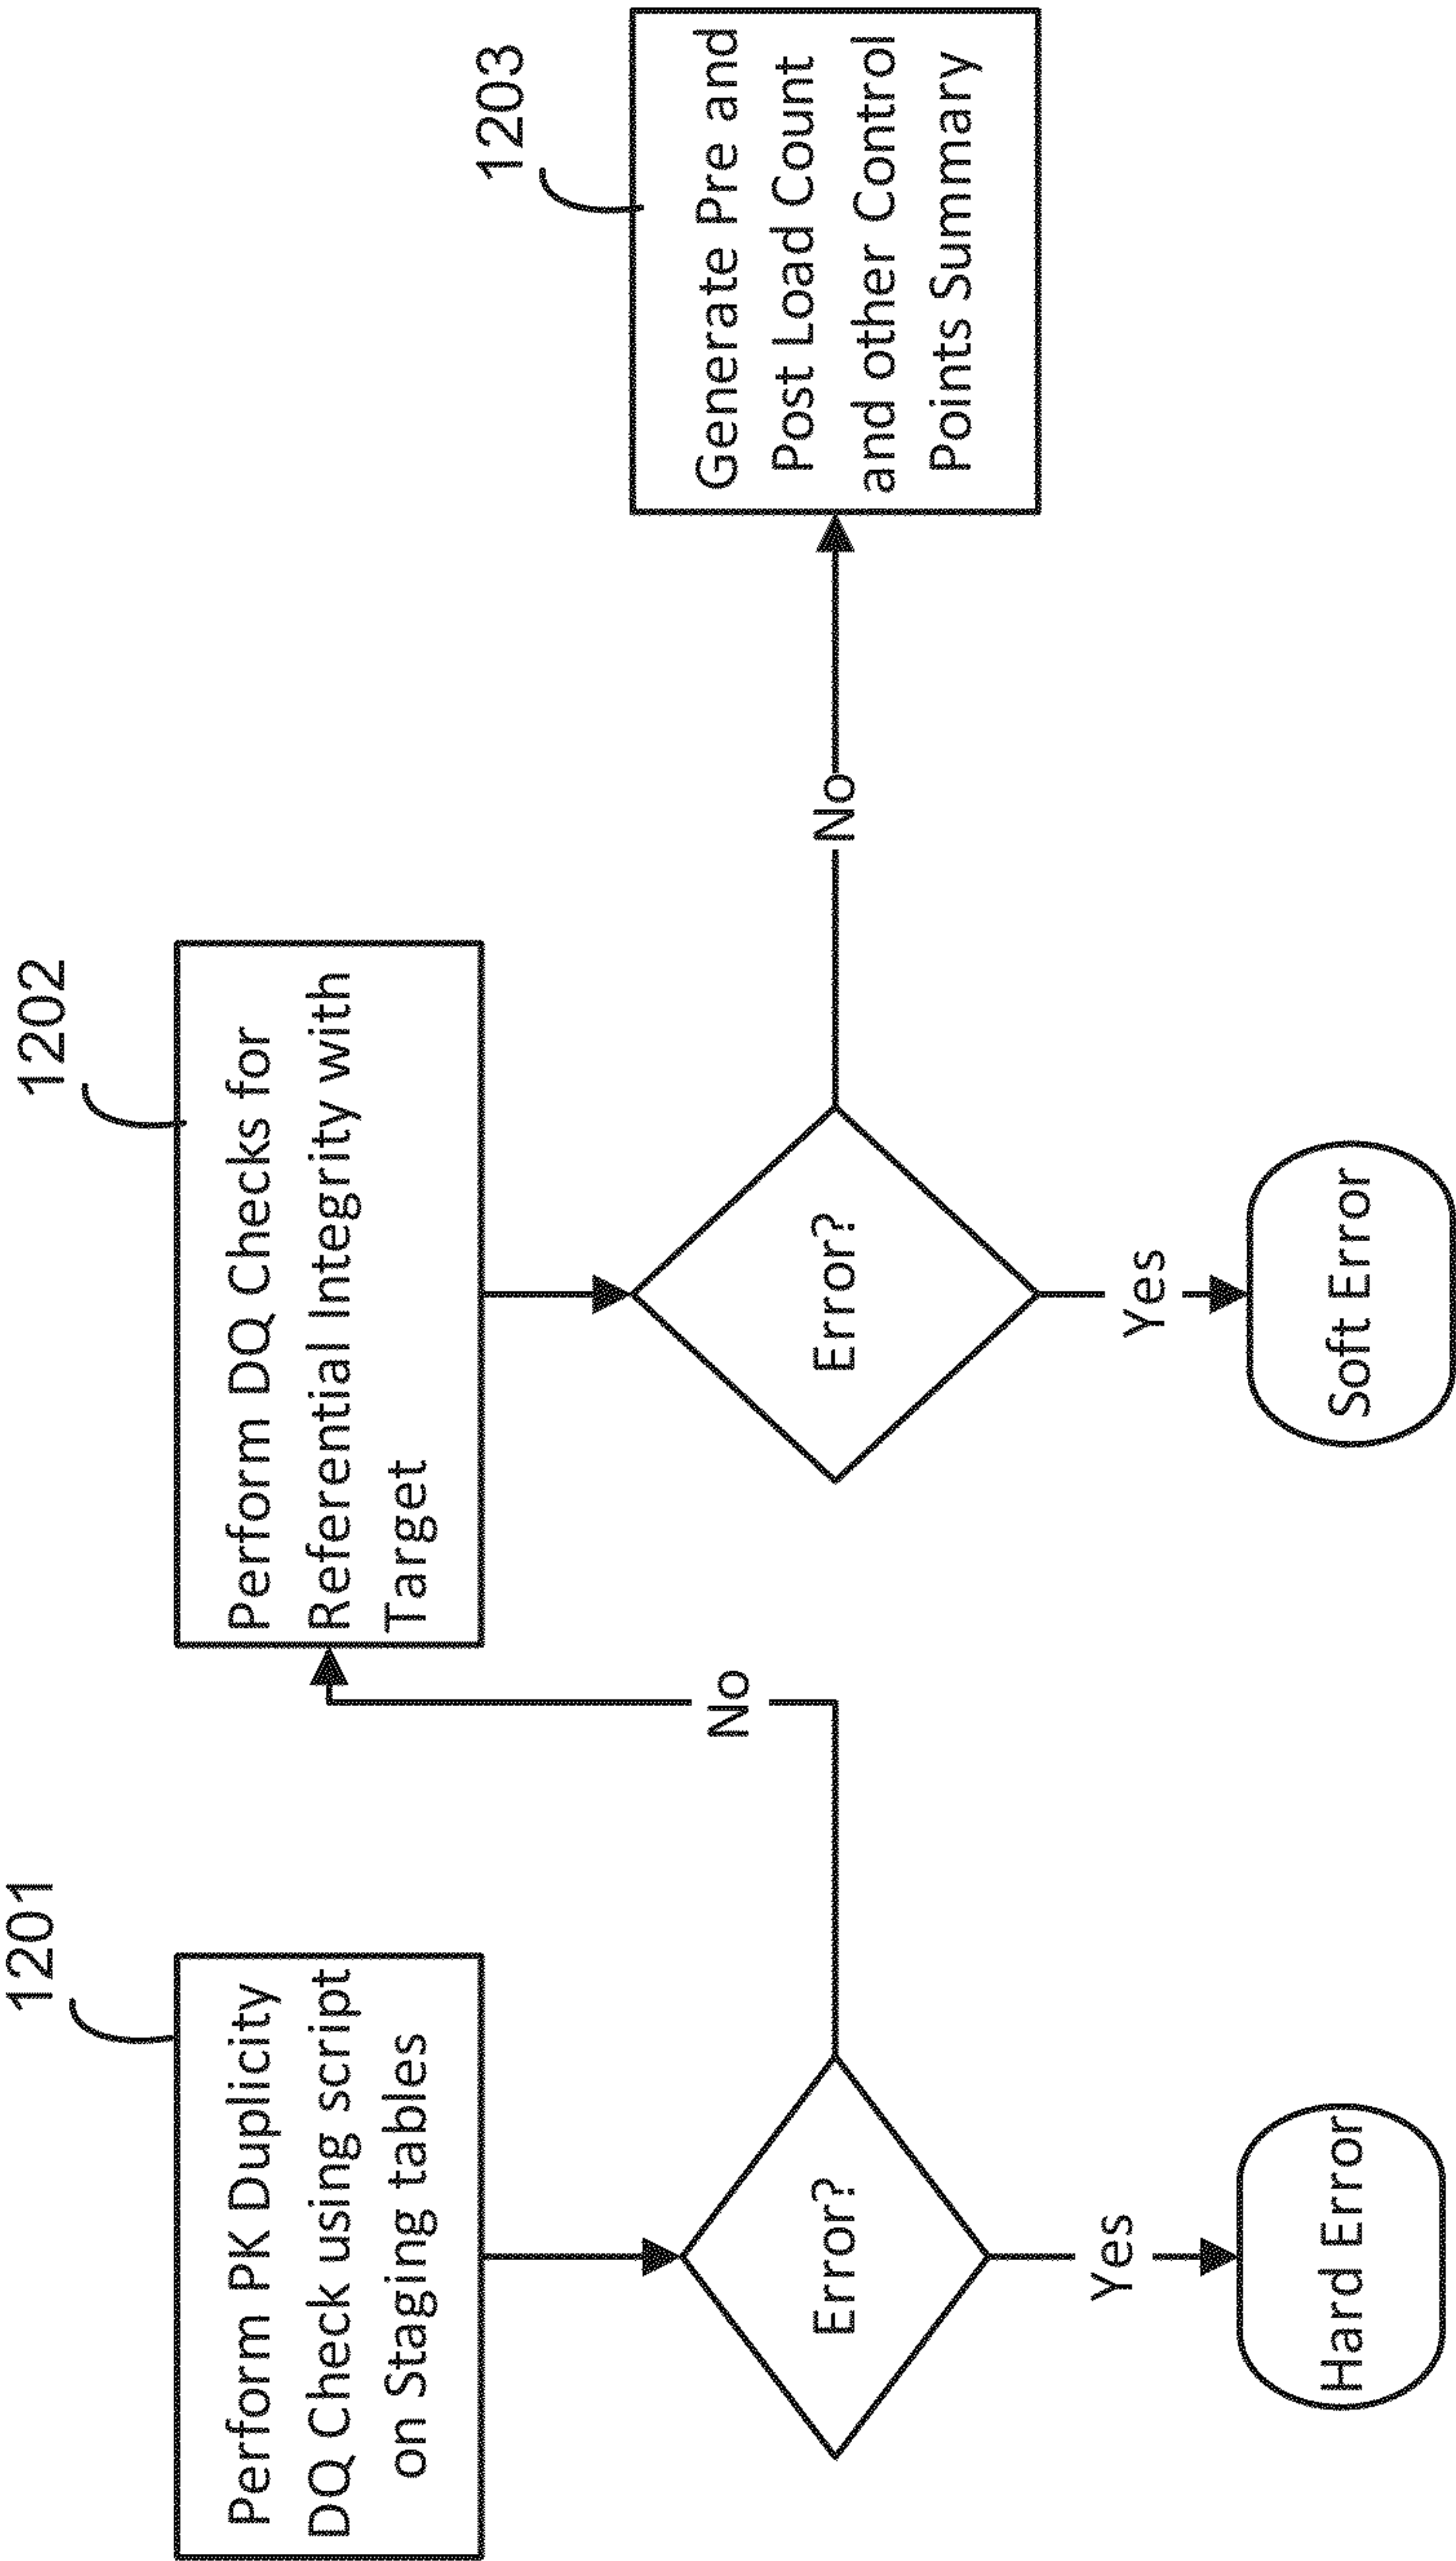 1201
Perform PK Duplicity
DQ Check using script
on Staging tables
Error?
Yes
Hard Error
No
1202
Perform DQ Checks for
Referential Integrity with
Target
Error?
Yes
Soft Error
No
1203
Generate Pre and
Post Load Count
and other Control
Points Summary